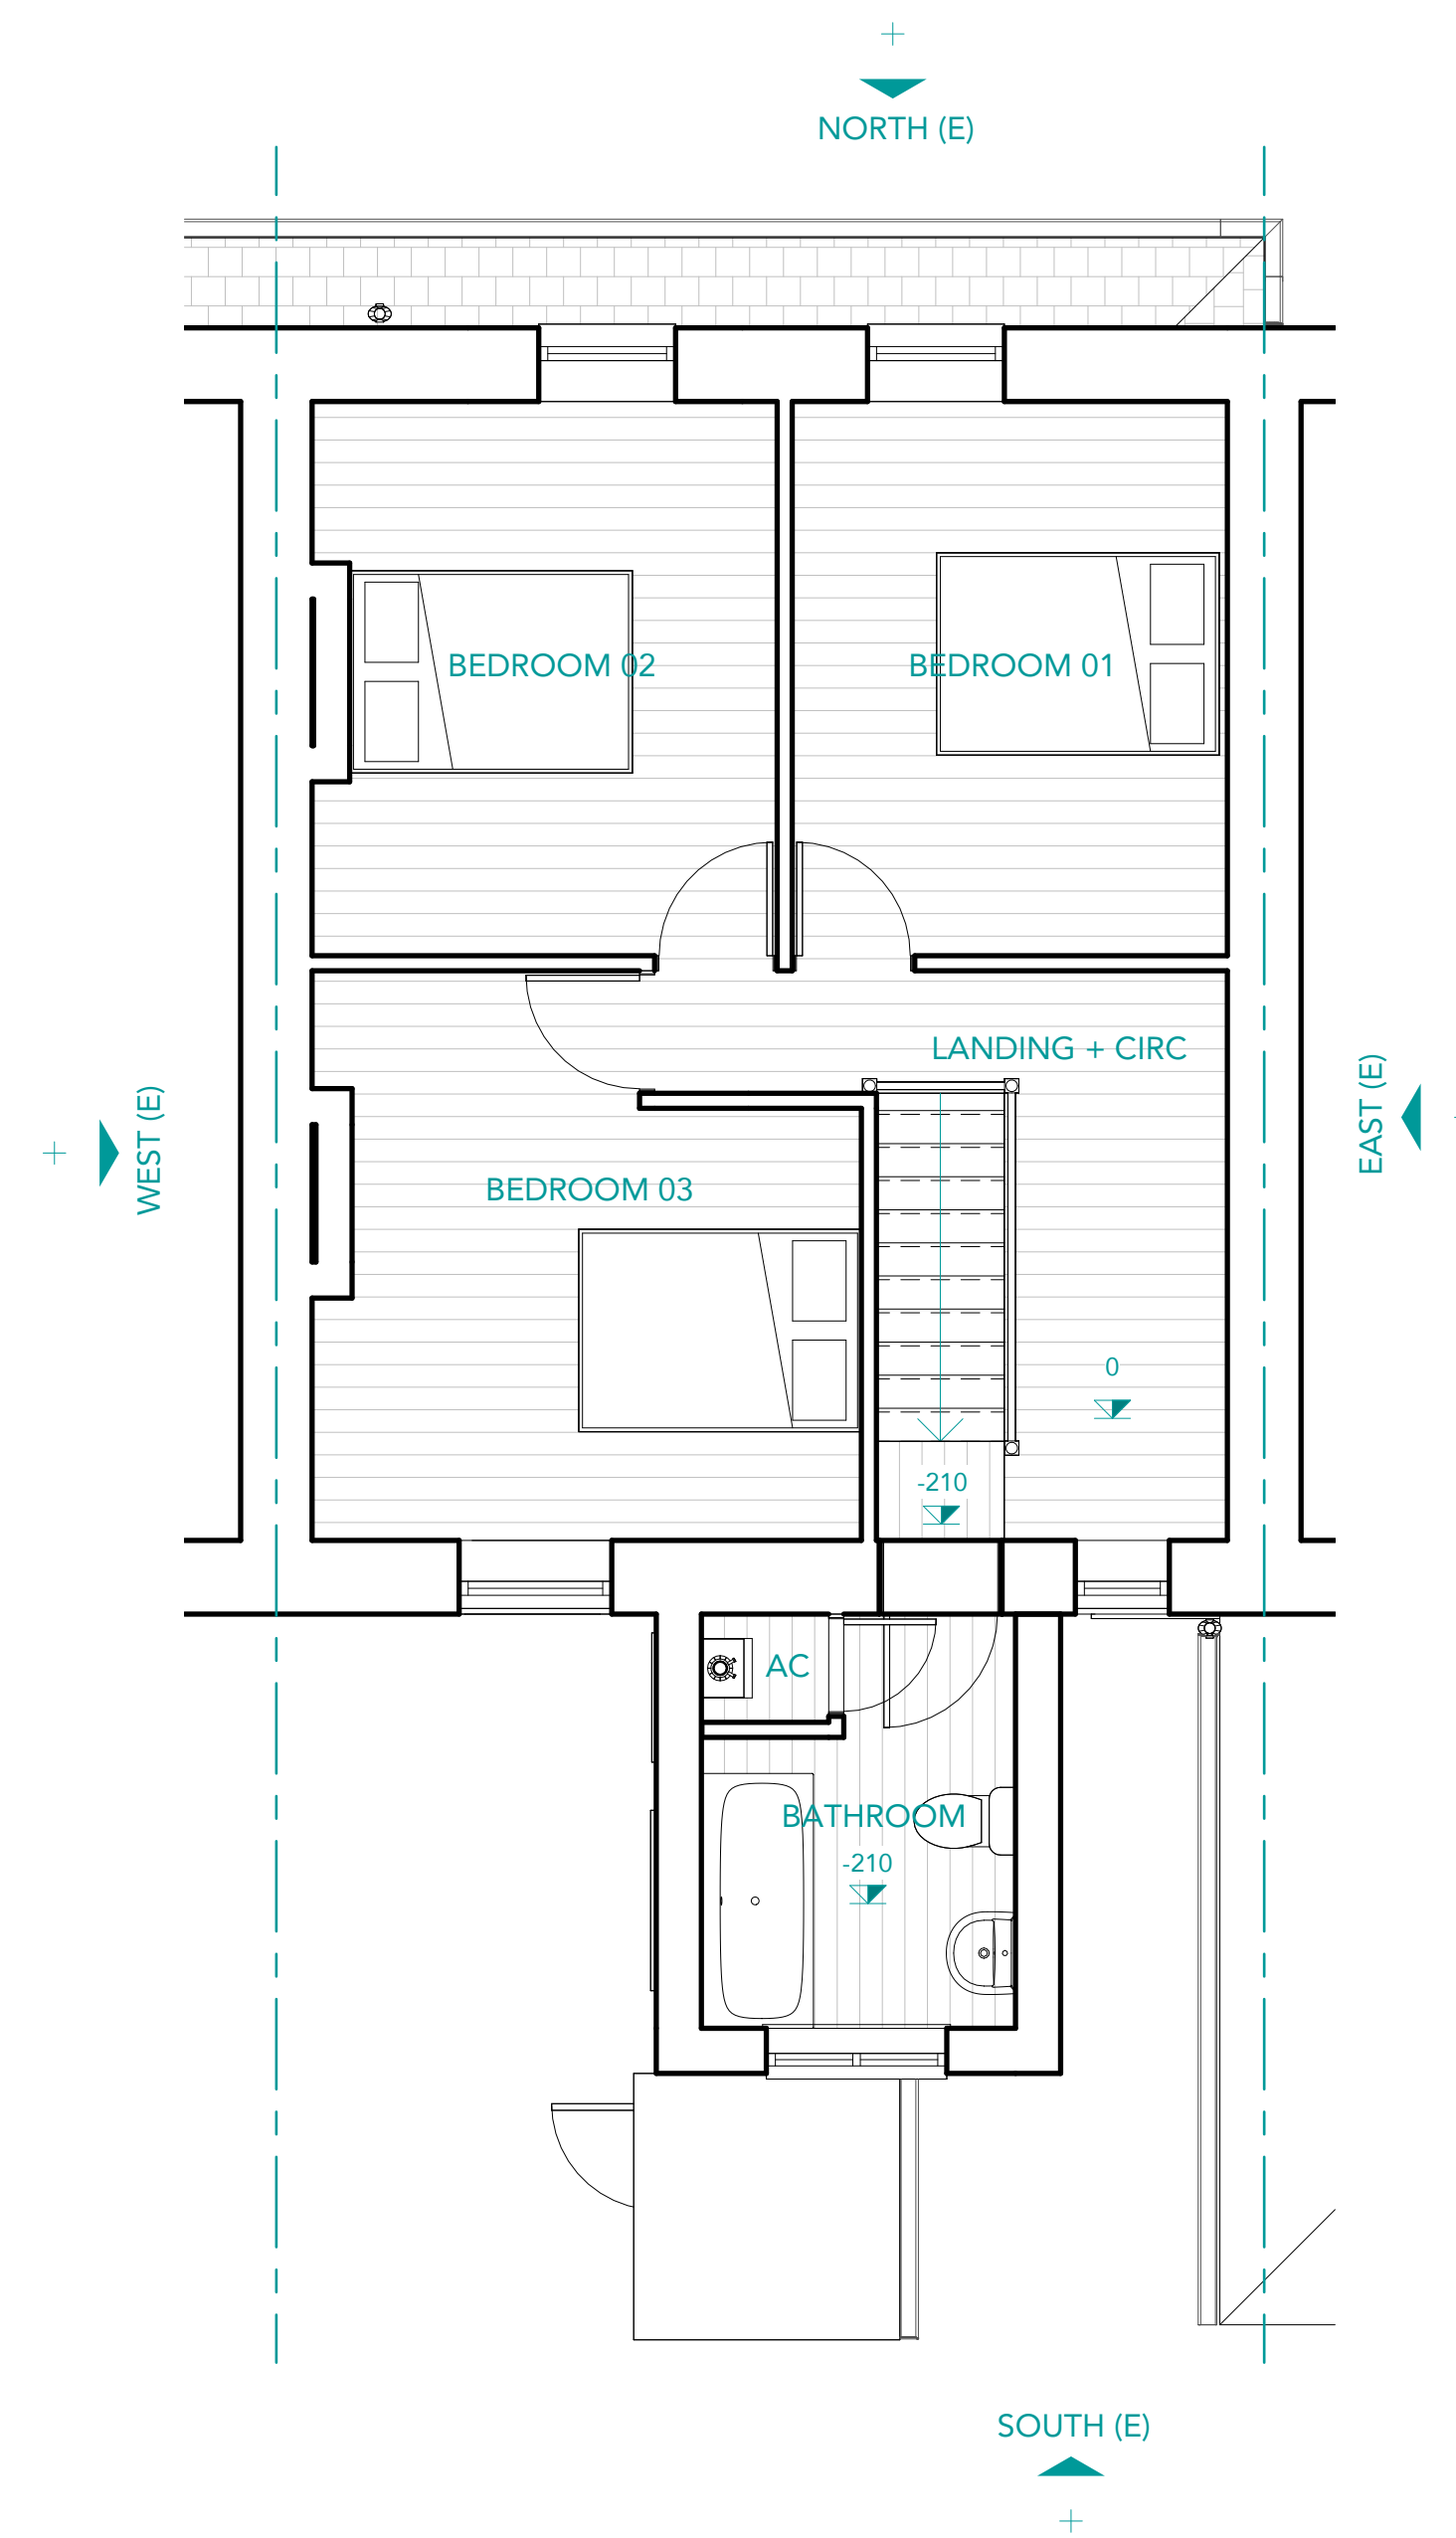 NORTH (E)
BEDROOM 02
BEDROOM 01
LANDING + CIRC
WEST (E)
EAST (E)
BEDROOM 03
0
-210
AC
BATHROOM
-210
SOUTH (E)